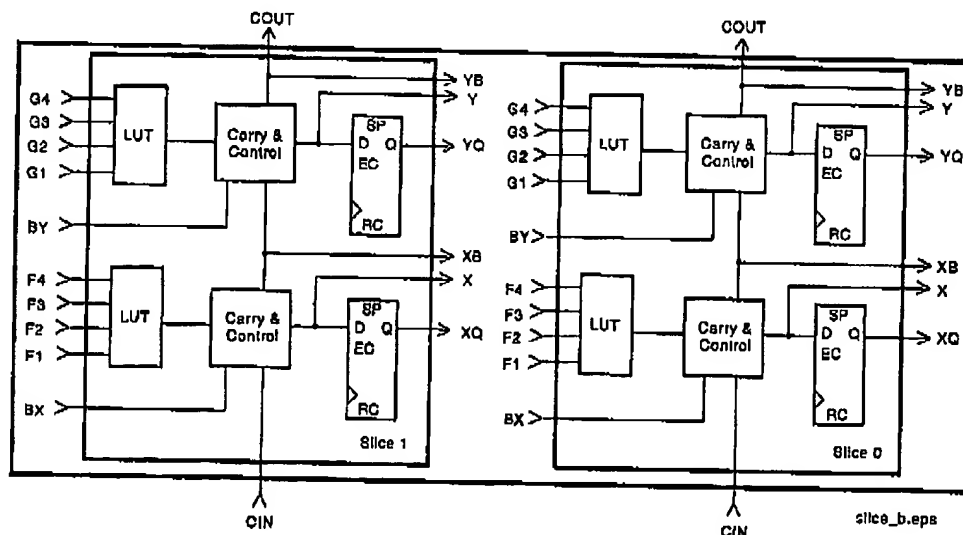 COUT
YB
Y
G4
G3
G2
G1
LUT
Carry &
Control
SP
D Q
EC
RC
YQ
BY
XB
X
F4
F3
F2
F1
LUT
Carry &
Control
SP
D Q
EC
RC
XQ
BX
Slice 1
CIN
COUT
YB
Y
G4
G3
G2
G1
LUT
Carry &
Control
SP
D Q
EC
RC
YQ
BY
XB
X
F4
F3
F2
F1
LUT
Carry &
Control
SP
D Q
EC
RC
XQ
BX
Slice 0
CIN
slice_b.eps